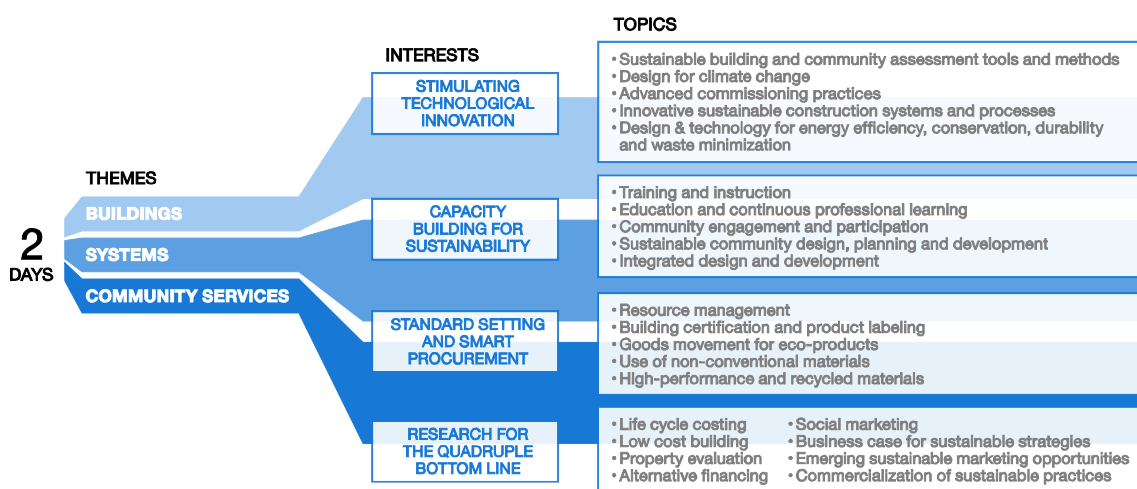 2
DAYS
THEMES
BUILDINGS
SYSTEMS
COMMUNITY SERVICES
INTERESTS
STIMULATING
TECHNOLOGICAL
INNOVATION
CAPACITY
BUILDING FOR
SUSTAINABILITY
STANDARD SETTING
AND SMART
PROCUREMENT
RESEARCH FOR
THE QUADRUPLE
BOTTOM LINE
TOPICS
• Sustainable building and community assessment tools and methods
• Design for climate change
• Advanced commissioning practices
• Innovative sustainable construction systems and processes
• Design & technology for energy efficiency, conservation, durability
and waste minimization
• Training and instruction
• Education and continuous professional learning
• Community engagement and participation
• Sustainable community design, planning and development
• Integrated design and development
• Resource management
• Building certification and product labeling
• Goods movement for eco-products
• Use of non-conventional materials
• High-performance and recycled materials
• Life cycle costing
• Low cost building
• Property evaluation
• Alternative financing
• Social marketing
• Business case for sustainable strategies
• Emerging sustainable marketing opportunities
• Commercialization of sustainable practices